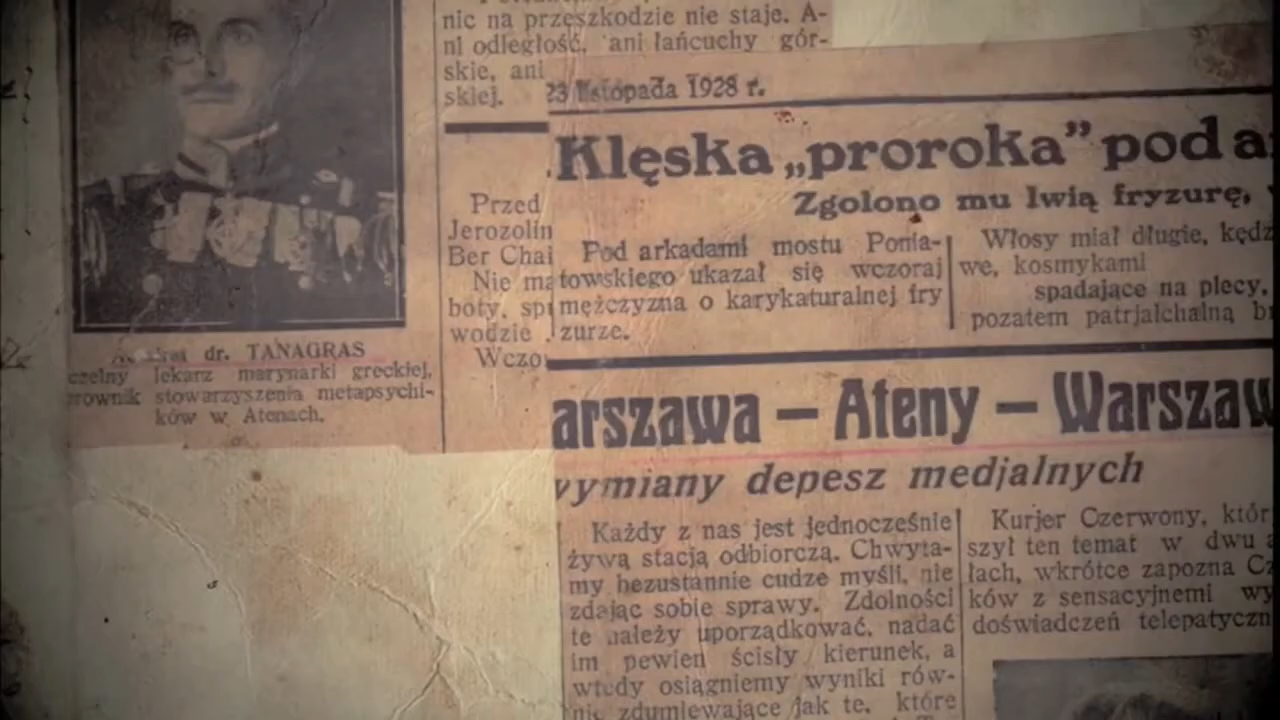 nic na przeszkodzie nie staje. A-
ni odległość, ani łańcuchy gór-
skie, ani
skiej.
Przed
Jerozolin
Ber Chai
Nie ma
boty, spr
wodzie
Wczo
dr. TANAGRAS
czelny lekarz marynarki greckiej,
rownik stowarzyszenia metapsychi-
ków w Atenach.
23 listopada 1928 r.
Klęska „proroka” pod a
Zgolono mu lwią fryzurę,
Pod arkadami mostu Ponia-
towskiego ukazał się wczoraj
mężczyzna o karykaturalnej fry
zurze.
Włosy miał długie, kędz
we, kosmykami
spadające na plecy,
pozatem patrjalchalną b
arszawa — Ateny — Warszaw
wymiany depesz medjalnych
Każdy z nas jest jednocześnie
żywą stacją odbiorczą. Chwyta-
my bezustannie cudze myśli, nie
zdając sobie sprawy. Zdolności
te należy uporządkować, nadać
im pewien ścisły kierunek, a
wtedy osiągniemy wyniki rów-
nie zdumiewające jak te, które
Kurjer Czerwony, któr
szył ten temat w dwu a
łach, wkrótce zapozna Cz
ków z sensacyjnemi wy
doświadczeń telepatyczn